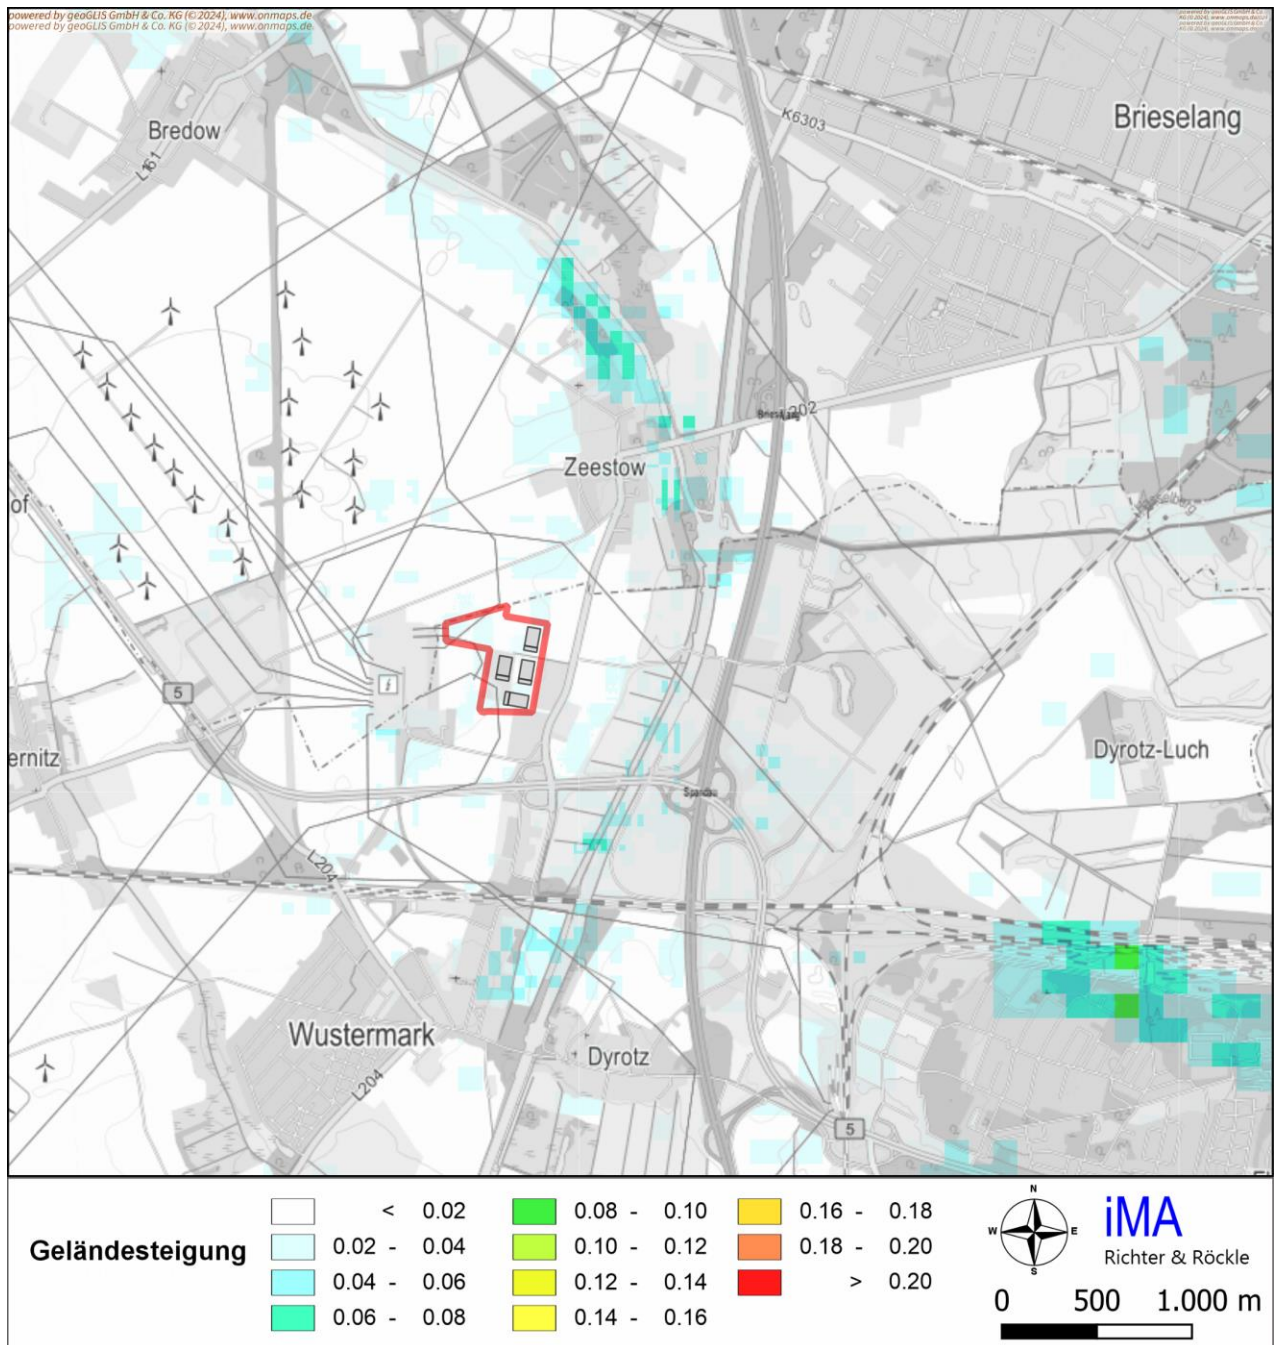 powered by geoGLIS GmbH & Co. KG (©2024), www.onmaps.de
powered by geoGLIS GmbH & Co. KG (©2024), www.onmaps.de
Brieselang
K6303
Bredow
L161
Zeestow
5
Dyrotz-Luch
ernitz
Spandau
L204
Wustermark
Dyrotz
L204
5
of
Geländesteigung
< 0.02
0.02 - 0.04
0.04 - 0.06
0.06 - 0.08
0.08 - 0.10
0.10 - 0.12
0.12 - 0.14
0.14 - 0.16
0.16 - 0.18
0.18 - 0.20
> 0.20
N
W E
S
iMA
Richter & Röckle
0 500 1.000 m